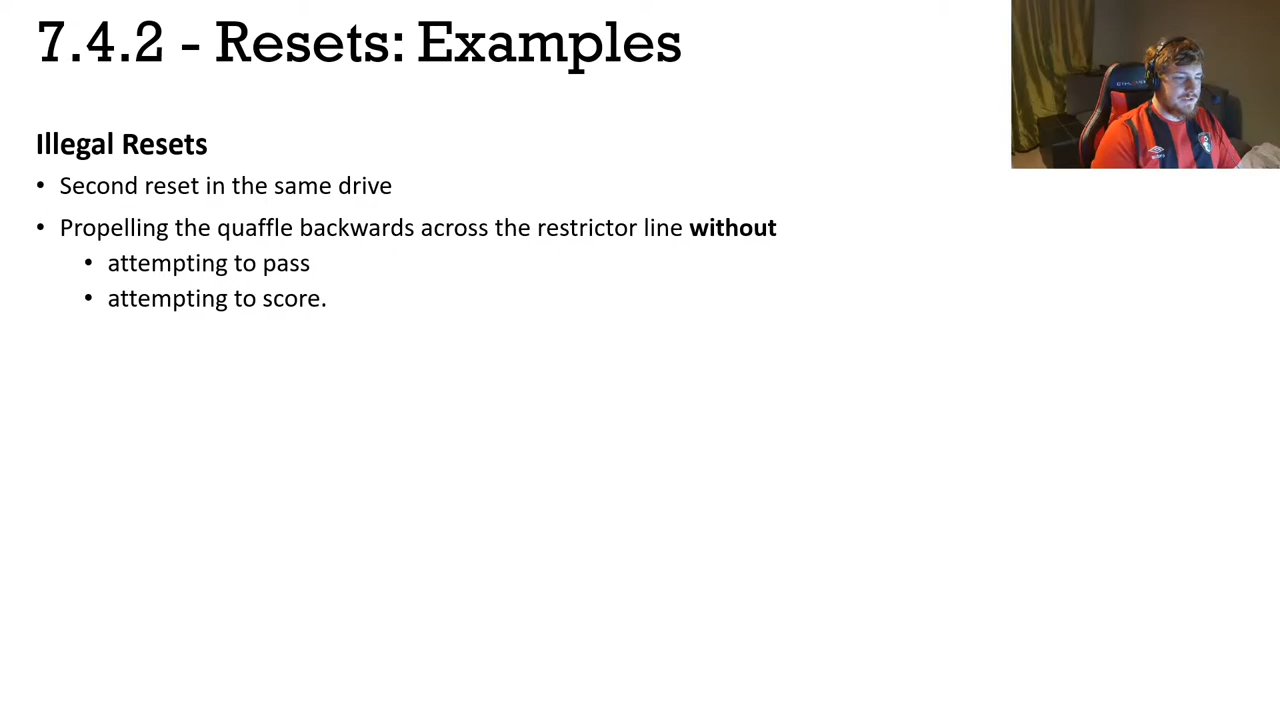 7.4.2 - Resets: Examples
Illegal Resets
• Second reset in the same drive
• Propelling the quaffle backwards across the restrictor line without
• attempting to pass
• attempting to score.